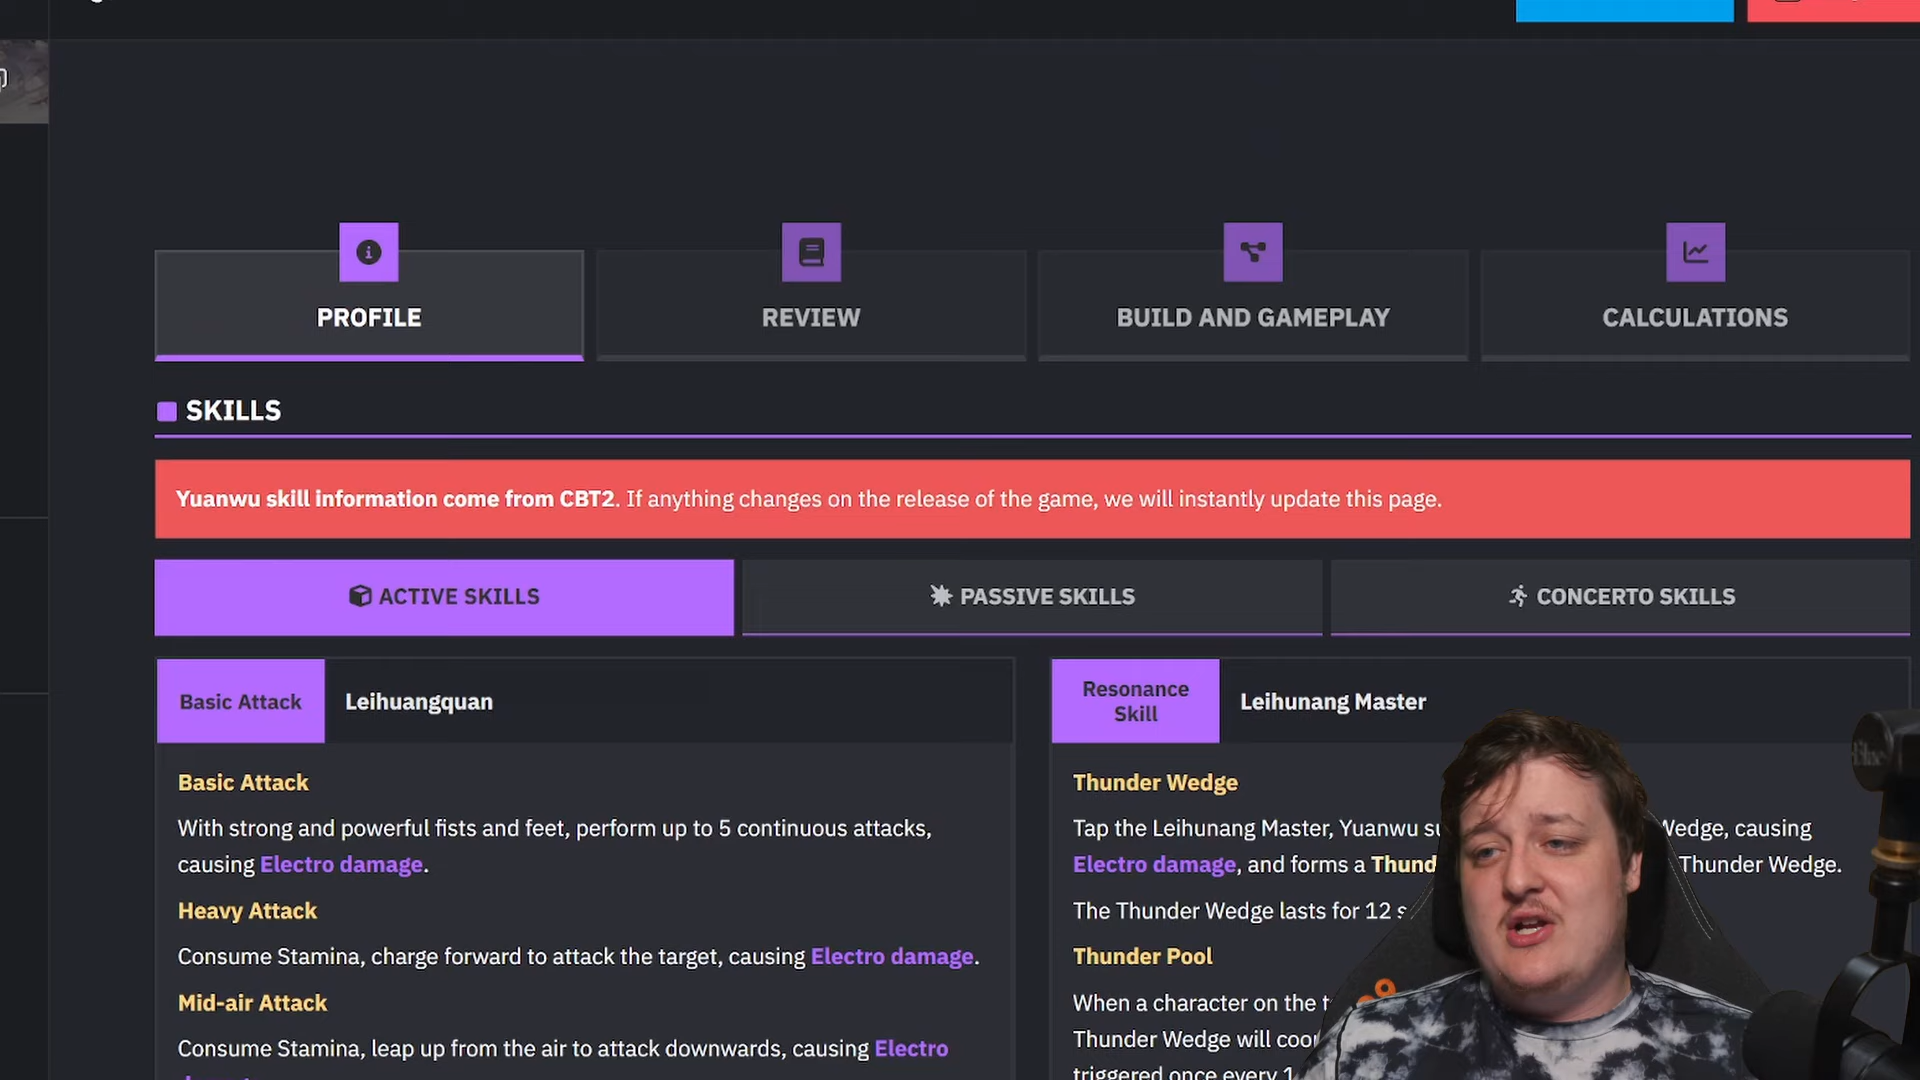 PROFILE
REVIEW
BUILD AND GAMEPLAY
CALCULATIONS
SKILLS
Yuanwu skill information come from CBT2. If anything changes on the release of the game, we will instantly update this page.
ACTIVE SKILLS
PASSIVE SKILLS
CONCERTO SKILLS
Basic Attack
Leihuangquan
Basic Attack
With strong and powerful fists and feet, perform up to 5 continuous attacks,
causing Electro damage.
Heavy Attack
Consume Stamina, charge forward to attack the target, causing Electro damage.
Mid-air Attack
Consume Stamina, leap up from the air to attack downwards, causing Electro
Resonance
Skill
Leihunang Master
Thunder Wedge
Tap the Leihunang Master, Yuanwu su Wedge, causing
Electro damage, and forms a Thund Thunder Wedge.
The Thunder Wedge lasts for 12 s
Thunder Pool
When a character on the t
Thunder Wedge will coor
triggered once every 1